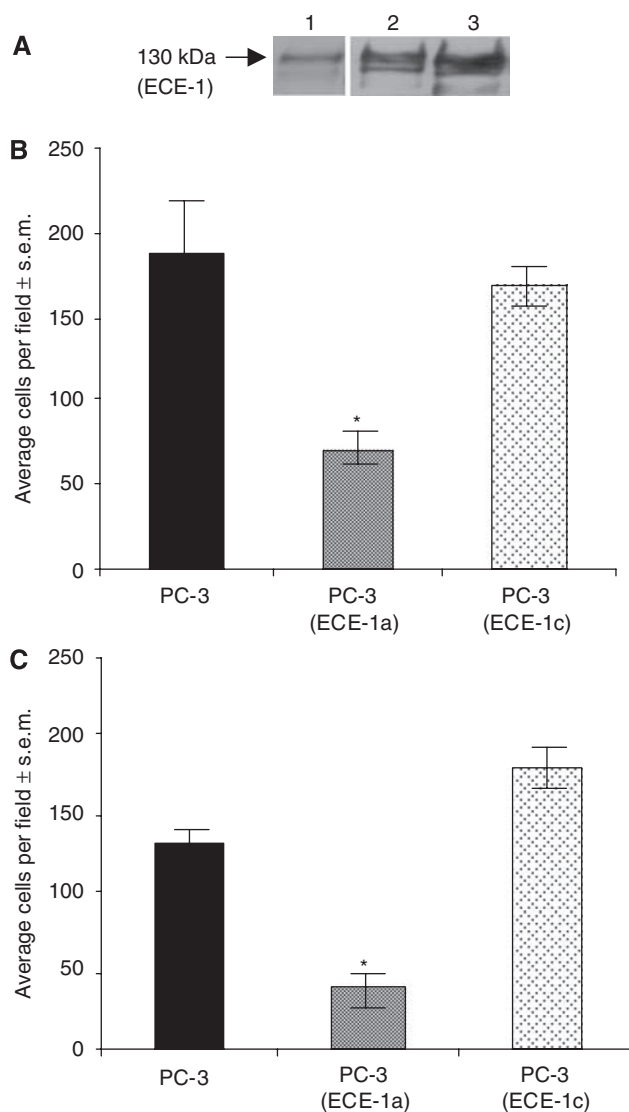 A
1 2 3
130 kDa
(ECE-1)
B
Average cells per field ± s.e.m.
250
200
150
100
50
0
*
PC-3
PC-3
(ECE-1a)
PC-3
(ECE-1c)
C
Average cells per field ± s.e.m.
250
200
150
100
50
0
*
PC-3
PC-3
(ECE-1a)
PC-3
(ECE-1c)